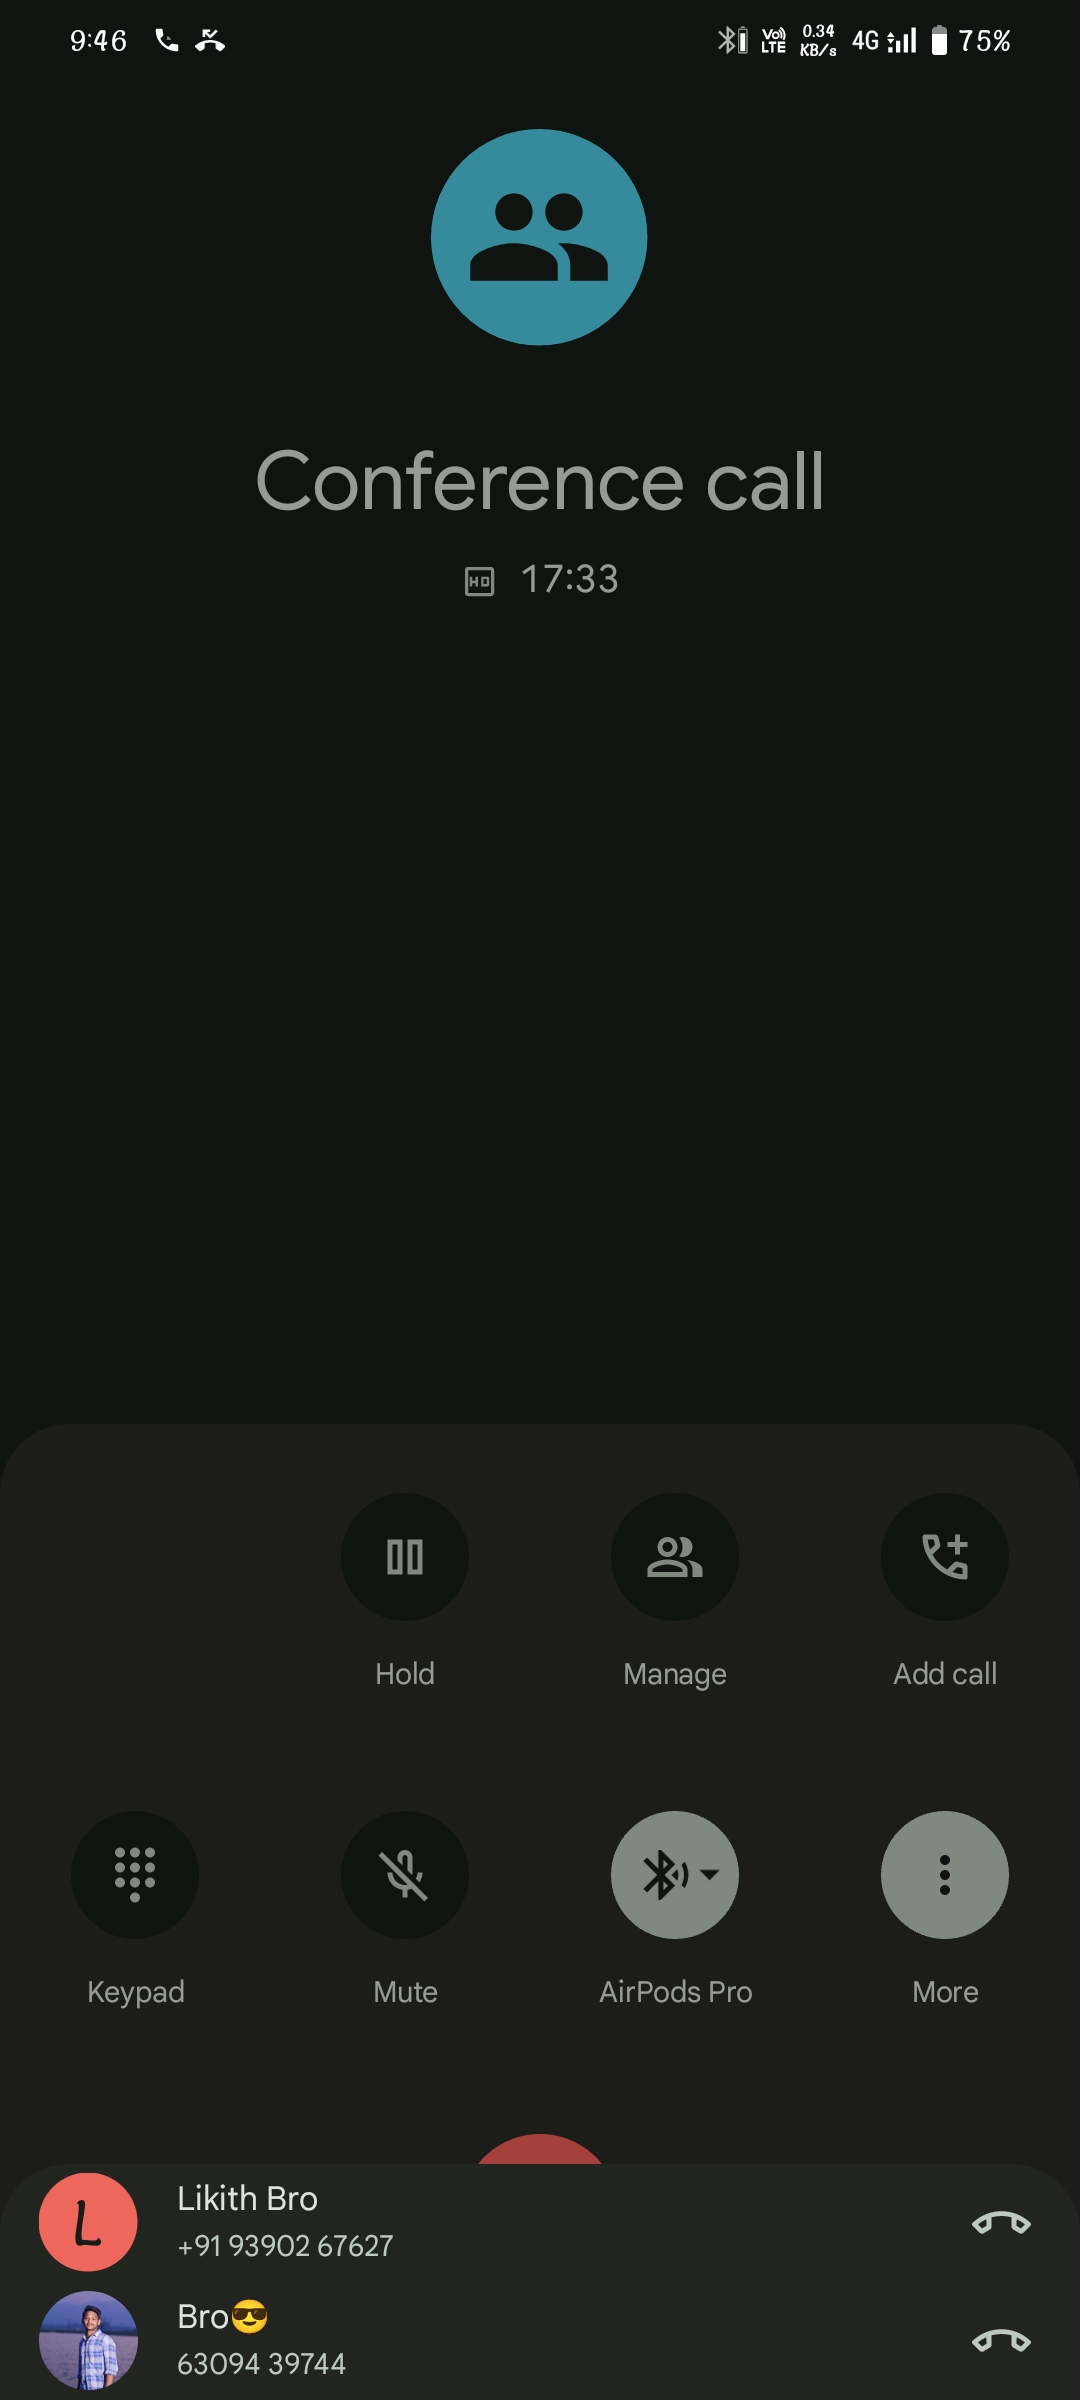 9:46
Vo) LTE
0.34 KB/s
4G
75%
Conference call
HD 17:33
Hold
Manage
Add call
Keypad
Mute
AirPods Pro
More
L
Likith Bro
+91 93902 67627
Bro😎
63094 39744